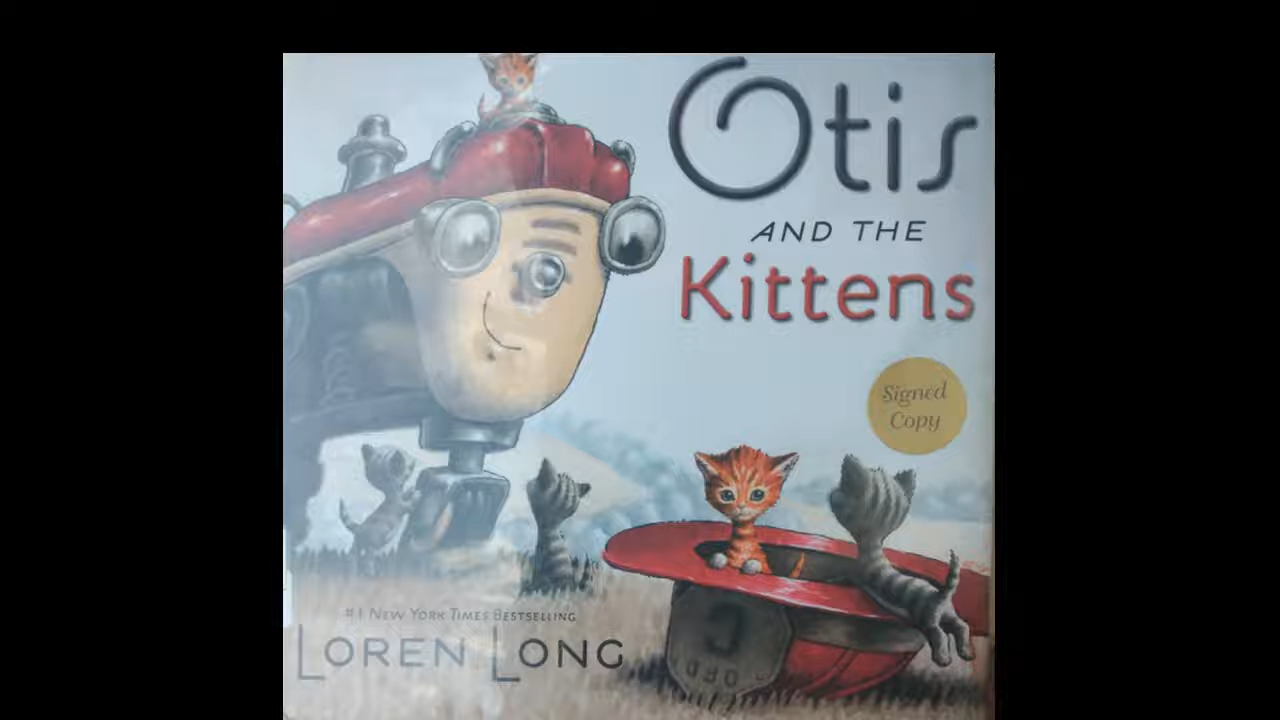 Otis
AND THE
Kittens
Signed
Copy
#1 NEW YORK TIMES BESTSELLING
LOREN LONG